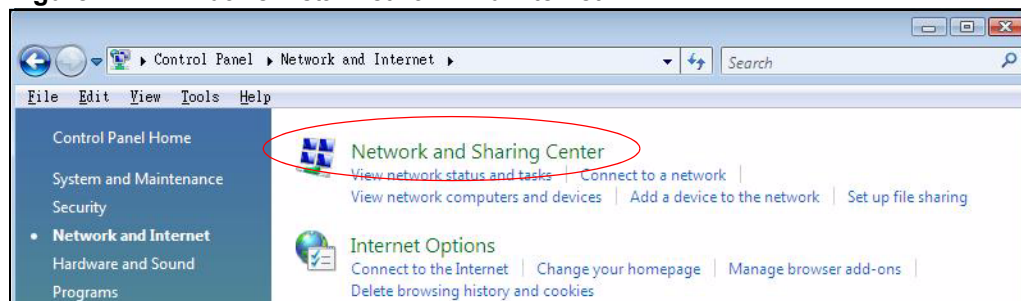 Control Panel ▸ Network and Internet ▸
Search
File Edit View Tools Help
Control Panel Home
System and Maintenance
Security
• Network and Internet
Hardware and Sound
Programs
Network and Sharing Center
View network status and tasks | Connect to a network |
View network computers and devices | Add a device to the network | Set up file sharing
Internet Options
Connect to the Internet | Change your homepage | Manage browser add-ons |
Delete browsing history and cookies